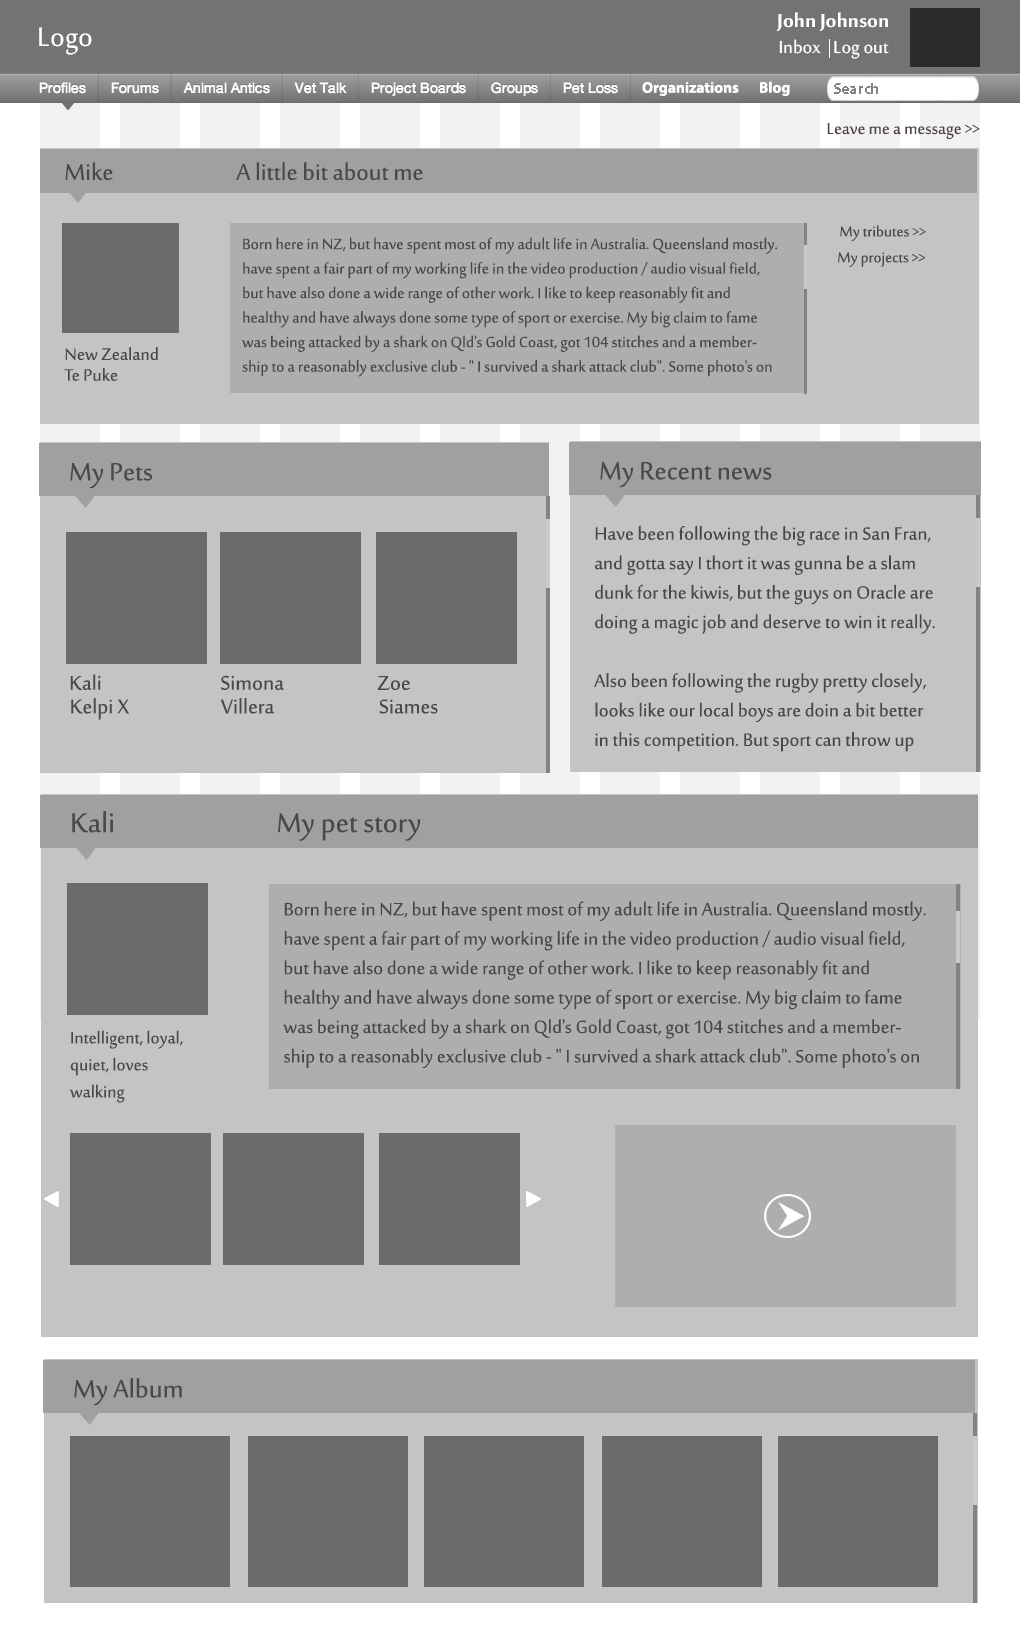 Logo
John Johnson
Inbox | Log out
Profiles Forums Animal Antics Vet Talk Project Boards Groups Pet Loss Organizations Blog Search
Leave me a message >>
Mike
A little bit about me
New Zealand
Te Puke
Born here in NZ, but have spent most of my adult life in Australia. Queensland mostly.
have spent a fair part of my working life in the video production / audio visual field,
but have also done a wide range of other work. I like to keep reasonably fit and
healthy and have always done some type of sport or exercise. My big claim to fame
was being attacked by a shark on Qld's Gold Coast, got 104 stitches and a member-
ship to a reasonably exclusive club - " I survived a shark attack club". Some photo's on
My tributes >>
My projects >>
My Pets
Kali
Kelpi X
Simona
Villera
Zoe
Siames
My Recent news
Have been following the big race in San Fran,
and gotta say I thort it was gunna be a slam
dunk for the kiwis, but the guys on Oracle are
doing a magic job and deserve to win it really.
Also been following the rugby pretty closely,
looks like our local boys are doin a bit better
in this competition. But sport can throw up
Kali
My pet story
Intelligent, loyal,
quiet, loves
walking
Born here in NZ, but have spent most of my adult life in Australia. Queensland mostly.
have spent a fair part of my working life in the video production / audio visual field,
but have also done a wide range of other work. I like to keep reasonably fit and
healthy and have always done some type of sport or exercise. My big claim to fame
was being attacked by a shark on Qld's Gold Coast, got 104 stitches and a member-
ship to a reasonably exclusive club - " I survived a shark attack club". Some photo's on
My Album